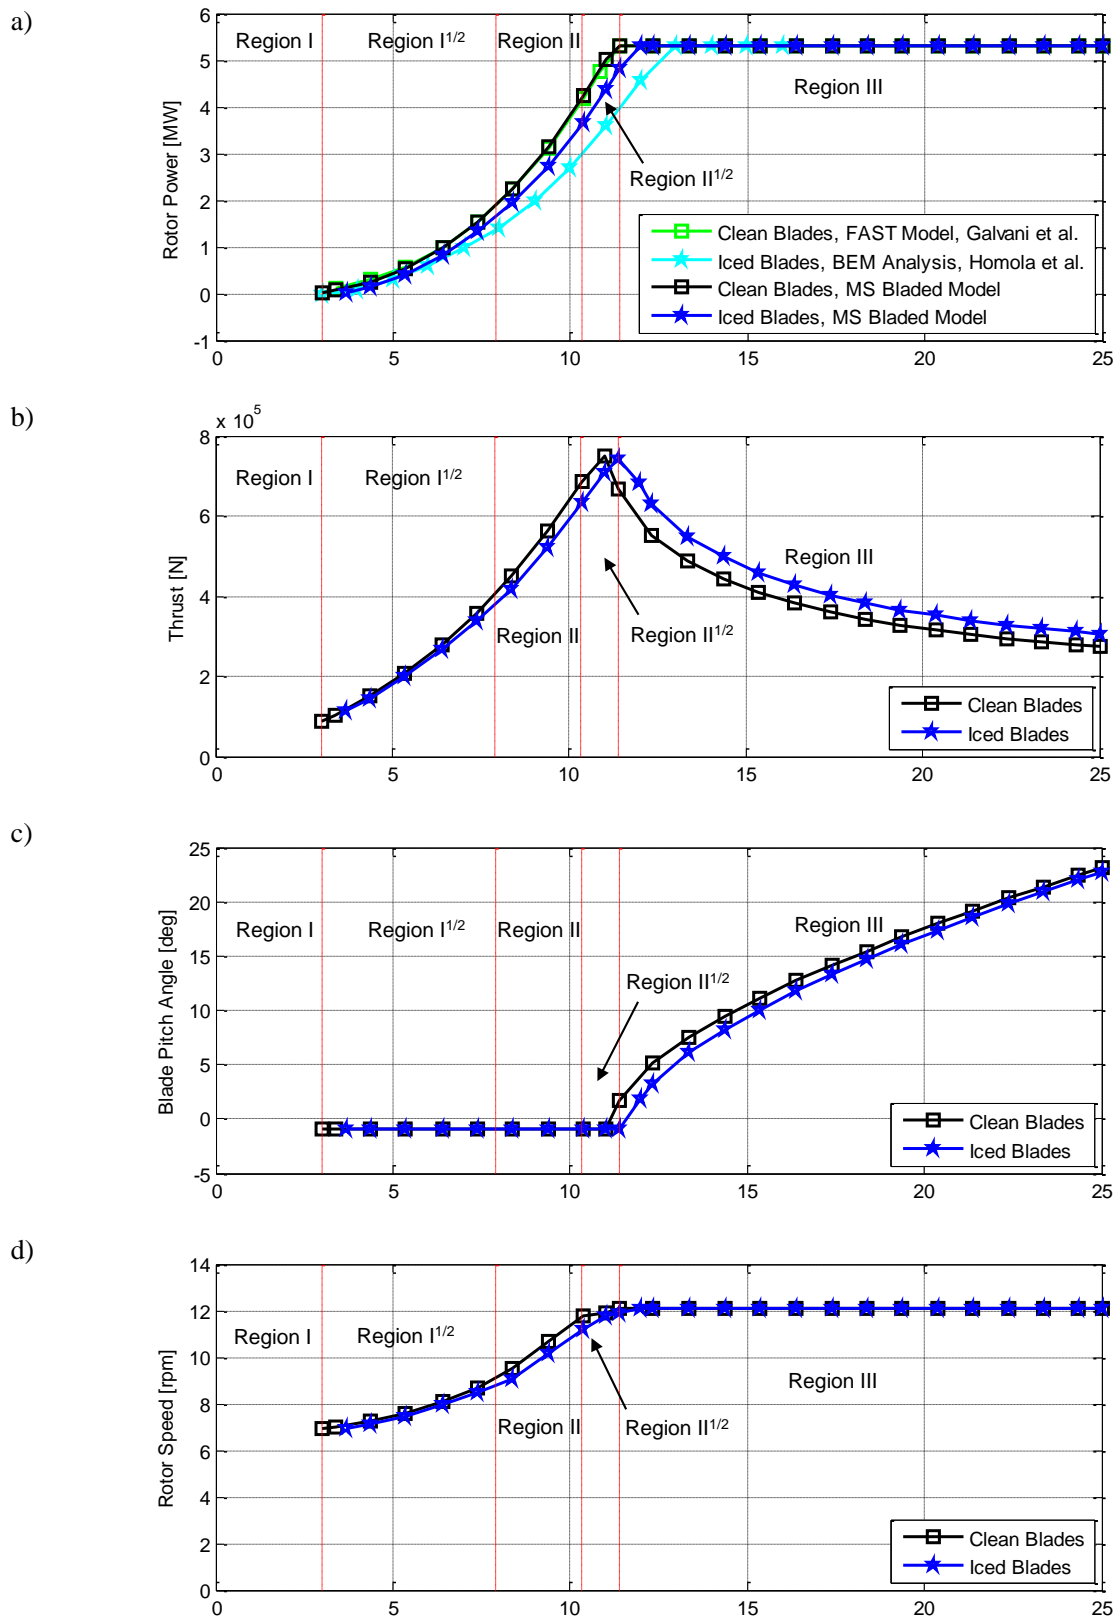 a)
6
5
4
3
2
1
0
-1
Rotor Power [MW]
Region I
Region I1/2
Region II
Region III
Region II1/2
Clean Blades, FAST Model, Galvani et al.
Iced Blades, BEM Analysis, Homola et al.
Clean Blades, MS Bladed Model
Iced Blades, MS Bladed Model
0 5 10 15 20 25
b)
x 10^5
8
6
4
2
0
Thrust [N]
Region I
Region I1/2
Region III
Region II
Region II1/2
Clean Blades
Iced Blades
0 5 10 15 20 25
c)
25
20
15
10
5
0
-5
Blade Pitch Angle [deg]
Region I
Region I1/2
Region II
Region III
Region II1/2
Clean Blades
Iced Blades
0 5 10 15 20 25
d)
14
12
10
8
6
4
2
0
Rotor Speed [rpm]
Region I
Region I1/2
Region III
Region II
Region II1/2
Clean Blades
Iced Blades
0 5 10 15 20 25